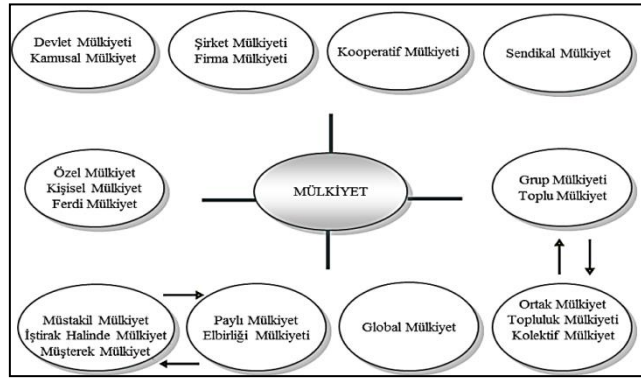 Devlet Mülkiyeti
Kamusal Mülkiyet
Şirket Mülkiyeti
Firma Mülkiyeti
Kooperatif Mülkiyeti
Sendikal Mülkiyet
Özel Mülkiyet
Kişisel Mülkiyet
Ferdi Mülkiyet
MÜLKİYET
Grup Mülkiyeti
Toplu Mülkiyet
Müstakil Mülkiyet
İştirak Halinde Mülkiyet
Müşterek Mülkiyet
Paylı Mülkiyet
Elbirliği Mülkiyeti
Global Mülkiyet
Ortak Mülkiyet
Topluluk Mülkiyeti
Kolektif Mülkiyet